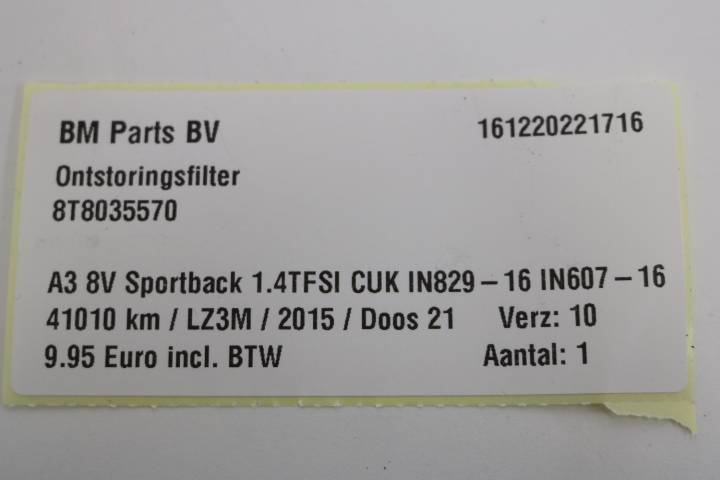 BM Parts BV 161220221716
Ontstoringsfilter
8T8035570
A3 8V Sportback 1.4TFSI CUK IN829 – 16 IN607 – 16
41010 km / LZ3M / 2015 / Doos 21 Verz: 10
9.95 Euro incl. BTW Aantal: 1